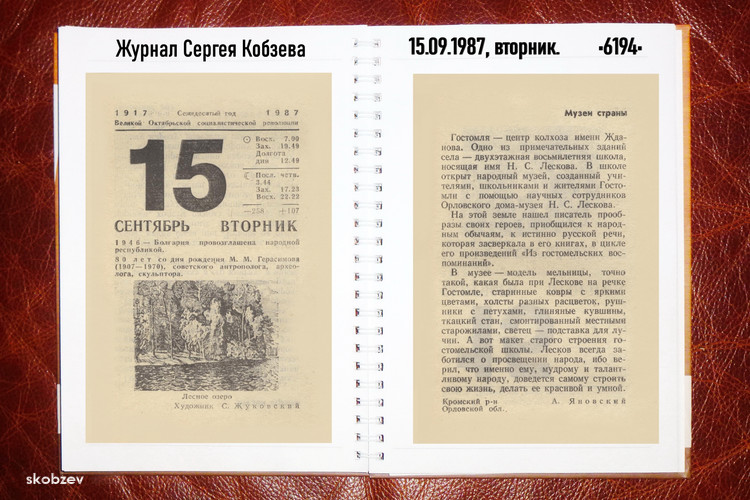 Журнал Сергея Кобзева
15.09.1987, вторник. •6194•
1917 Семидесятый год 1987
Великой Октябрьской социалистической революции
15
Восх. 7.00
Зах. 19.49
Долгота
дня 12.49
Посл. четв.
3.44
Зах. 17.23
Восх. 22.22
—258 +107
СЕНТЯБРЬ ВТОРНИК
1946 — Болгария провозглашена народной
республикой.
80 лет со дня рождения М. М. Герасимова
(1907—1970), советского антрополога, архео-
лога, скульптора.
Лесное озеро
Художник С. Жуковский
Музеи страны
Гостомля — центр колхоза имени Жда-
нова. Одно из примечательных зданий
села — двухэтажная восьмилетняя школа,
носящая имя Н. С. Лескова. В школе
открыт народный музей, созданный учи-
телями, школьниками и жителями Госто-
мли с помощью научных сотрудников
Орловского дома-музея Н. С. Лескова.
На этой земле нашел писатель прооб-
разы своих героев, приобщился к народ-
ным обычаям, к истинно русской речи,
которая засверкала в его книгах, в цикле
его произведений «Из гостомельских вос-
поминаний».
В музее — модель мельницы, точно
такой, какая была при Лескове на речке
Гостомле, старинные ковры с яркими
цветами, холсты разных расцветок, руш-
ники с петухами, глиняные кувшины,
ткацкий стан, смонтированный местными
старожилами, светец — подставка для лу-
чин. А вот макет старого строения го-
стомельской школы. Лесков всегда за-
ботился о просвещении народа, ибо ве-
рил, что именно ему, мудрому и талант-
ливому народу, доведется самому строить
свою жизнь, делать ее красивой и умной.
Кромский р-н А. Яновский
Орловской обл.
skobzev